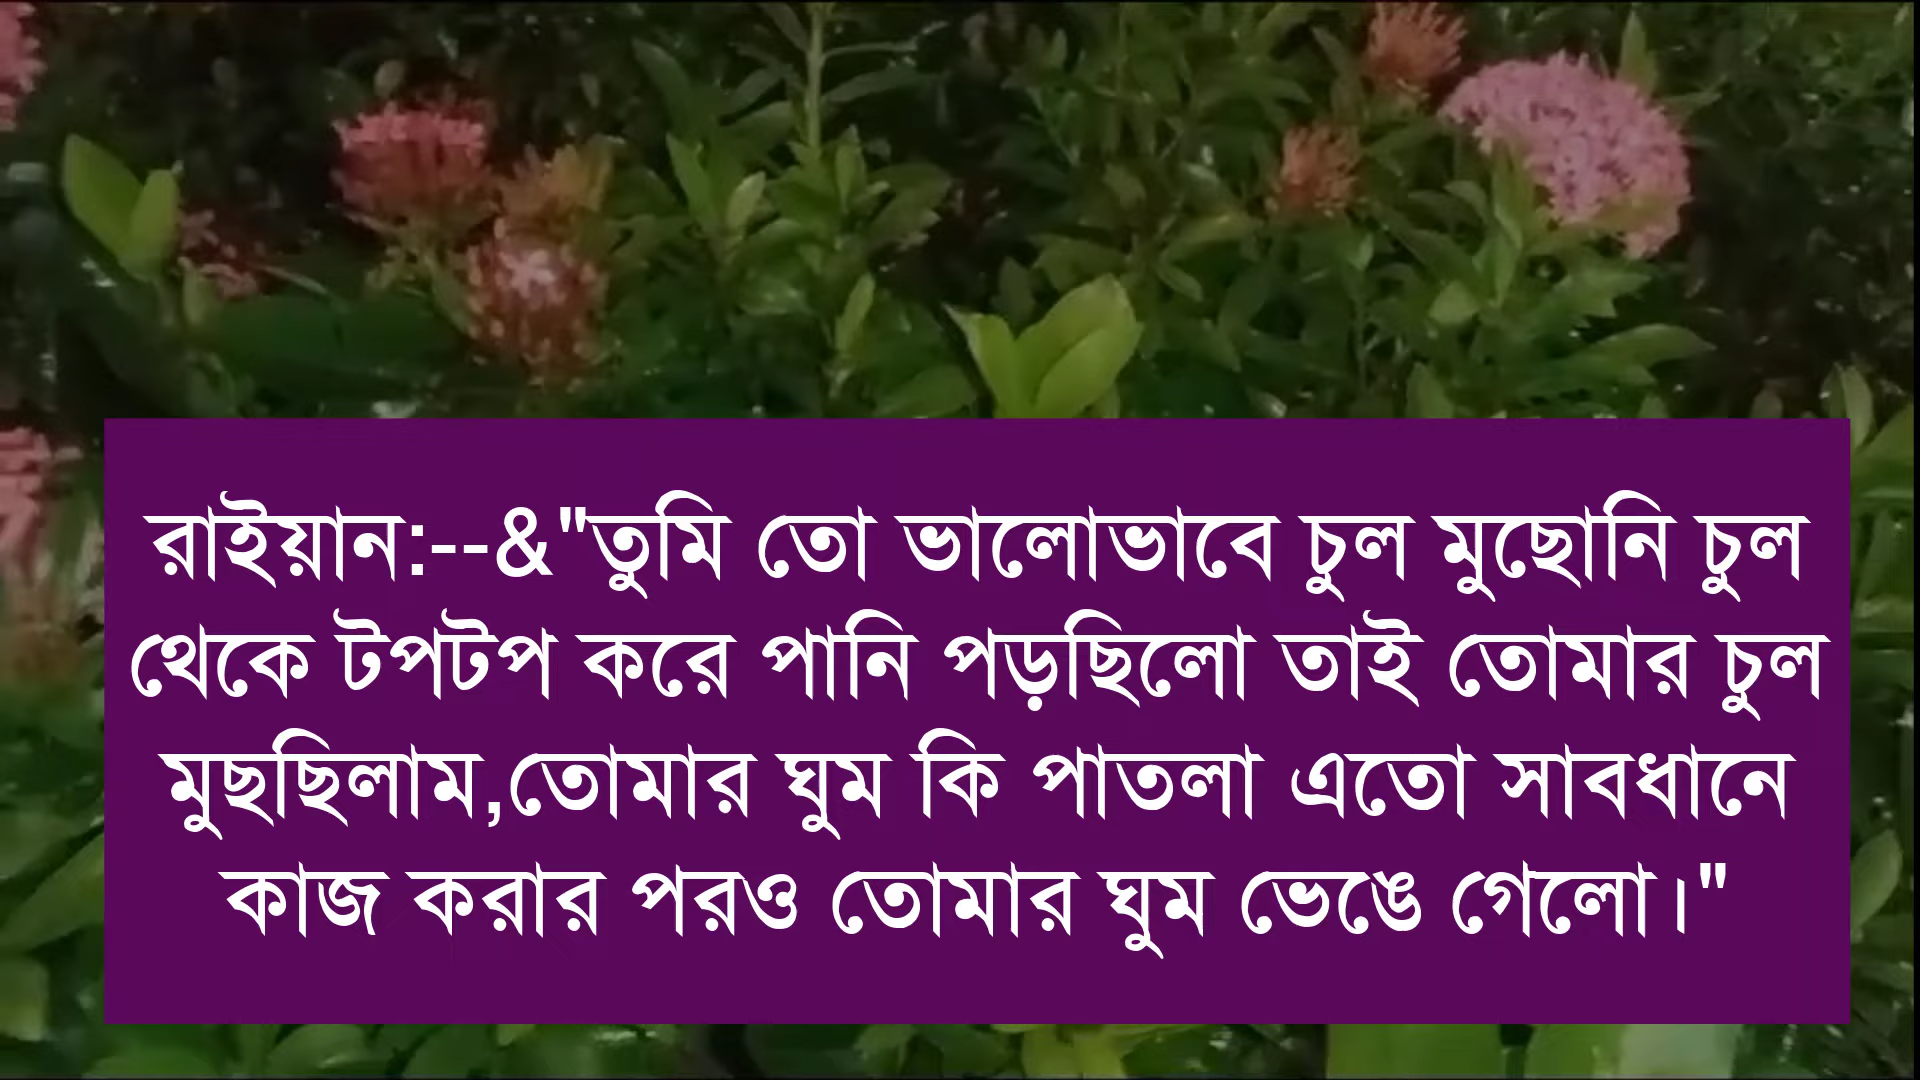 রাইয়ান:--&"তুমি তো ভালোভাবে চুল মুছোনি চুল
থেকে টপটপ করে পানি পড়ছিলো তাই তোমার চুল
মুছছিলাম,তোমার ঘুম কি পাতলা এতো সাবধানে
কাজ করার পরও তোমার ঘুম ভেঙে গেলো।"